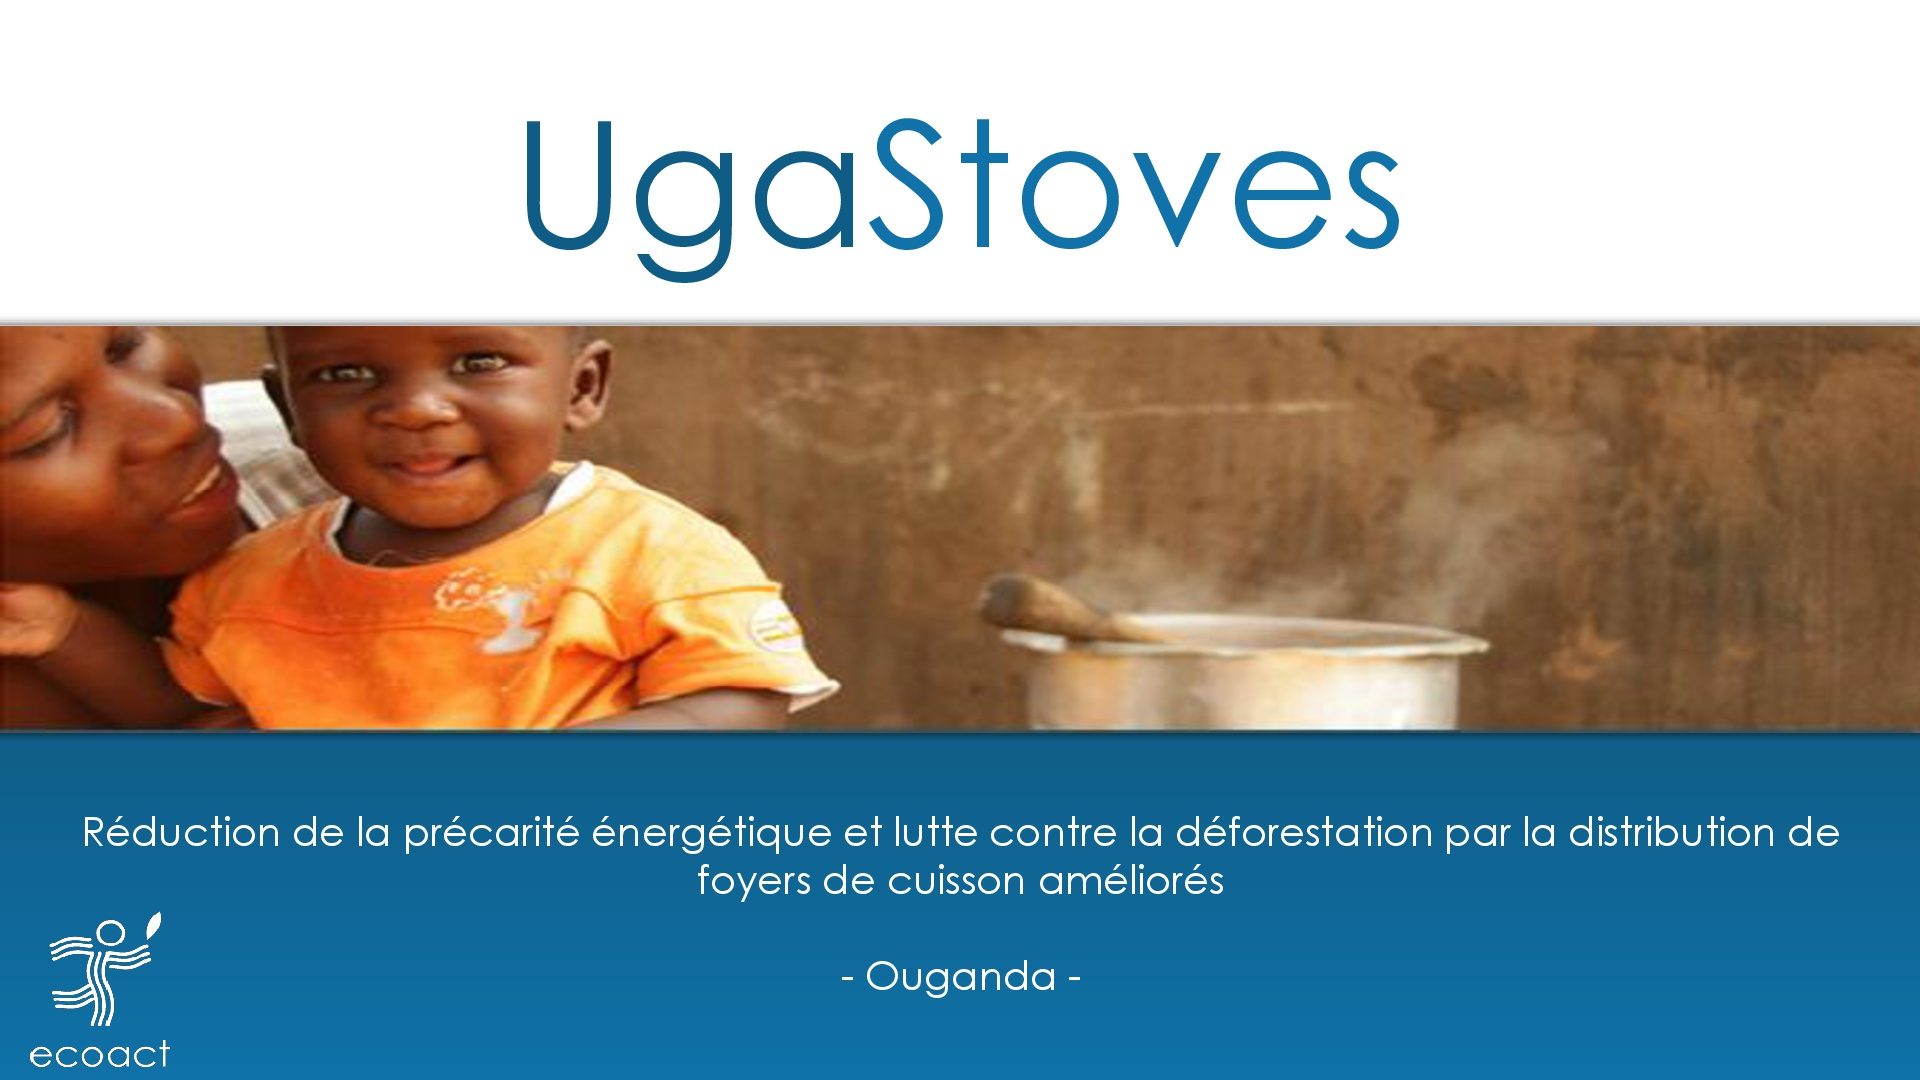 UgaStoves
Réduction de la précarité énergétique et lutte contre la déforestation par la distribution de
foyers de cuisson améliorés
- Ouganda -
ecoact